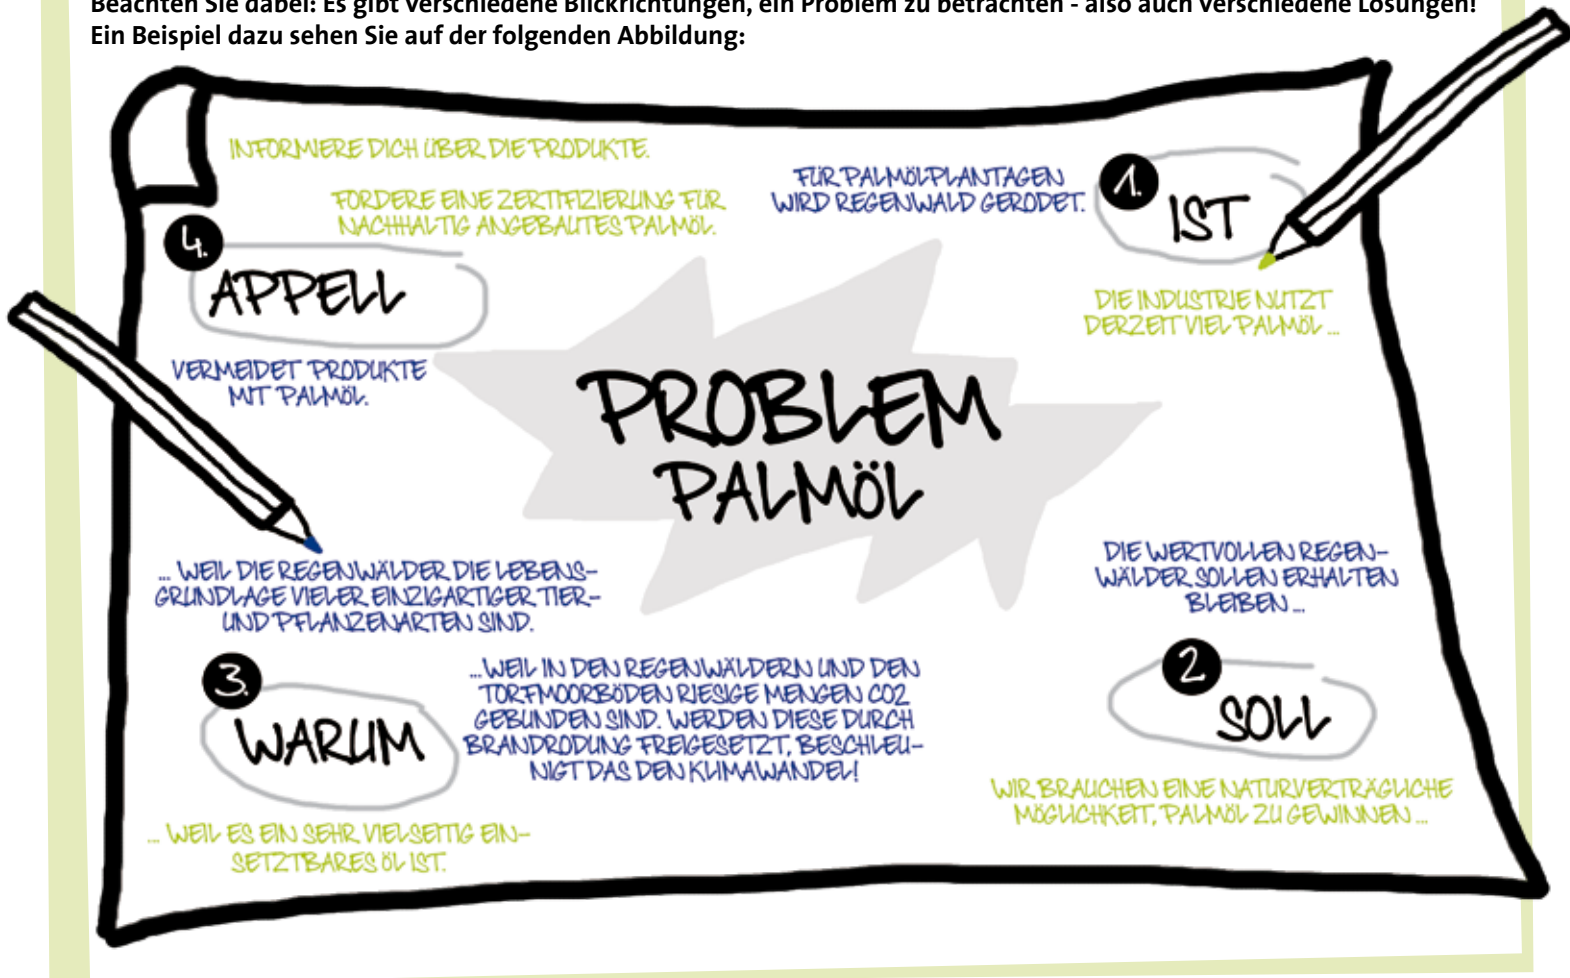 Beachten Sie dabei: Es gibt verschiedene Blickrichtungen, ein Problem zu betrachten - also auch verschiedene Lösungen!
Ein Beispiel dazu sehen Sie auf der folgenden Abbildung:
INFORMIERE DICH ÜBER DIE PRODUKTE.
FORDERE EINE ZERTIFIZIERUNG FÜR
NACHHALTIG ANGEBAUTES PALMÖL.
4.
APPELL
VERMEIDET PRODUKTE
MIT PALMÖL.
FÜR PALMÖLPLANTAGEN
WIRD REGENWALD GERODET.
1.
IST
DIE INDUSTRIE NUTZT
DERZEIT VIEL PALMÖL ...
PROBLEM
PALMÖL
... WEIL DIE REGENWÄLDER DIE LEBENS-
GRUNDLAGE VIELER EINZIGARTIGER TIER-
UND PFLANZENARTEN SIND.
3.
WARUM
...WEIL IN DEN REGENWÄLDERN UND DEN
TORFMOORBÖDEN RIESIGE MENGEN CO2
GEBUNDEN SIND. WERDEN DIESE DURCH
BRANDRODUNG FREIGESETZT, BESCHLEU-
NIGT DAS DEN KLIMAWANDEL!
... WEIL ES EIN SEHR VIELSEITIG EIN-
SETZTBARES ÖL IST.
DIE WERTVOLLEN REGEN-
WÄLDER SOLLEN ERHALTEN
BLEIBEN ...
2.
SOLL
WIR BRAUCHEN EINE NATURVERTRÄGLICHE
MÖGLICHKEIT, PALMÖL ZU GEWINNEN ...